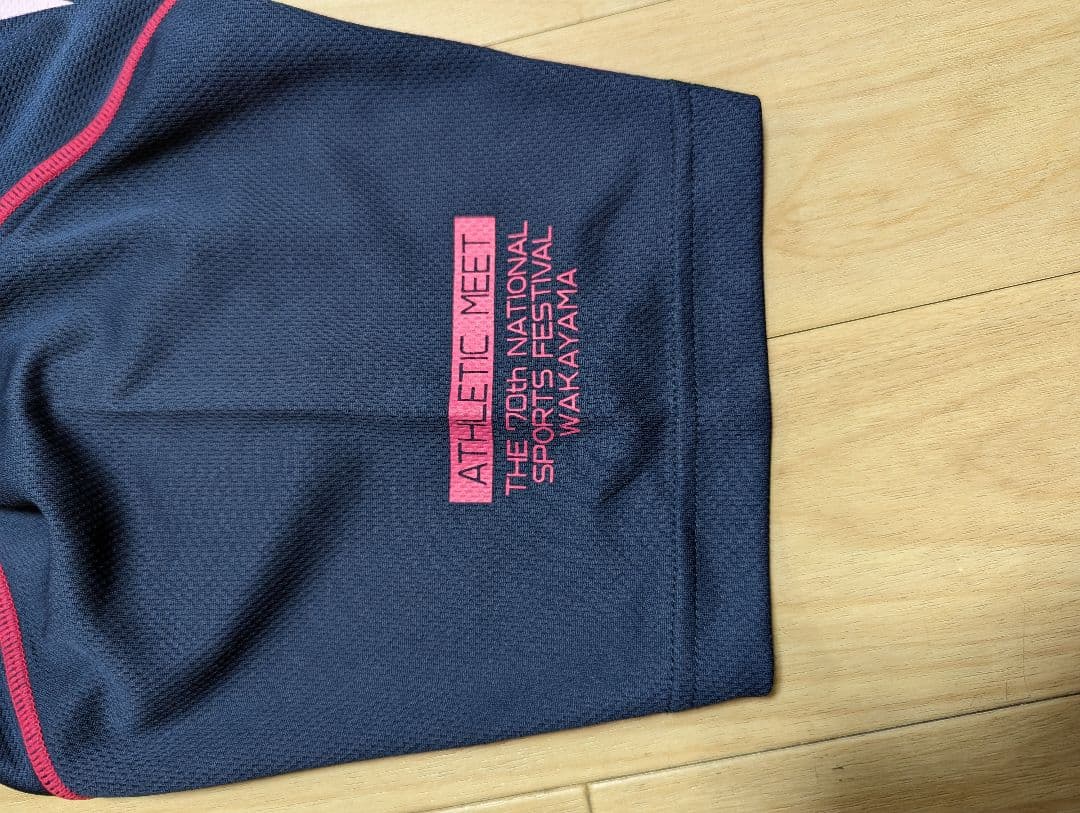 ATHLETIC MEET
THE 70th NATIONAL
SPORTS FESTIVAL
WAKAYAMA